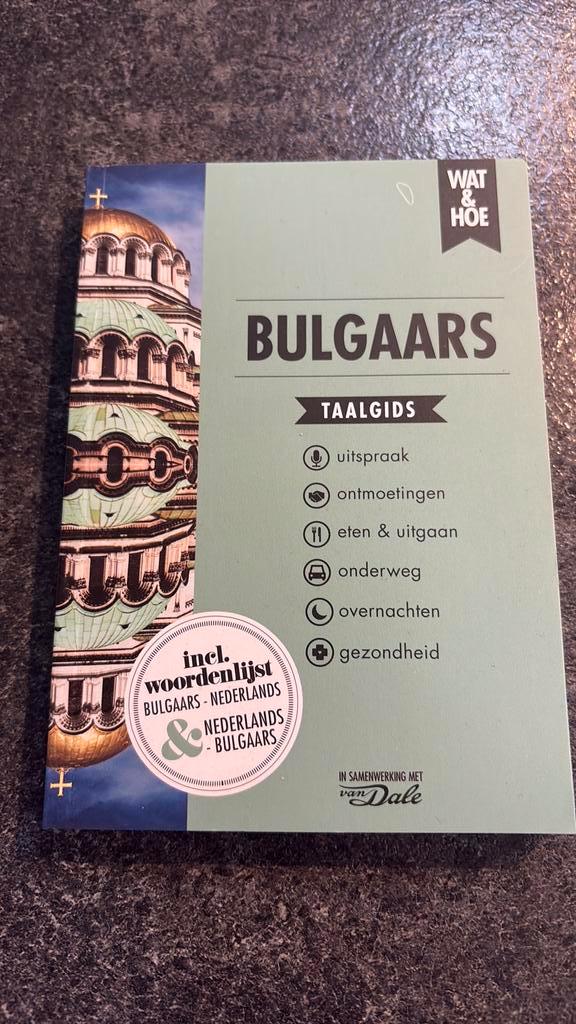 WAT
&
HOE
BULGAARS
TAALGIDS
uitspraak
ontmoetingen
eten & uitgaan
onderweg
overnachten
gezondheid
incl.
woordenlijst
BULGAARS - NEDERLANDS
& NEDERLANDS
- BULGAARS
IN SAMENWERKING MET
van Dale